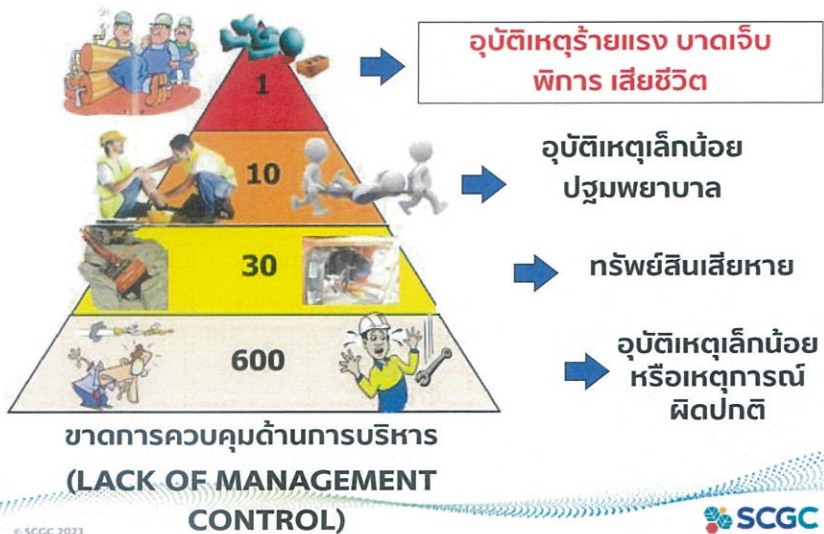 1
อุบัติเหตุร้ายแรง บาดเจ็บ
พิการ เสียชีวิต
10
อุบัติเหตุเล็กน้อย
ปฐมพยาบาล
30
ทรัพย์สินเสียหาย
600
อุบัติเหตุเล็กน้อย
หรือเหตุการณ์
ผิดปกติ
ขาดการควบคุมด้านการบริหาร
(LACK OF MANAGEMENT
CONTROL)
© SCGC 2023
SCGC